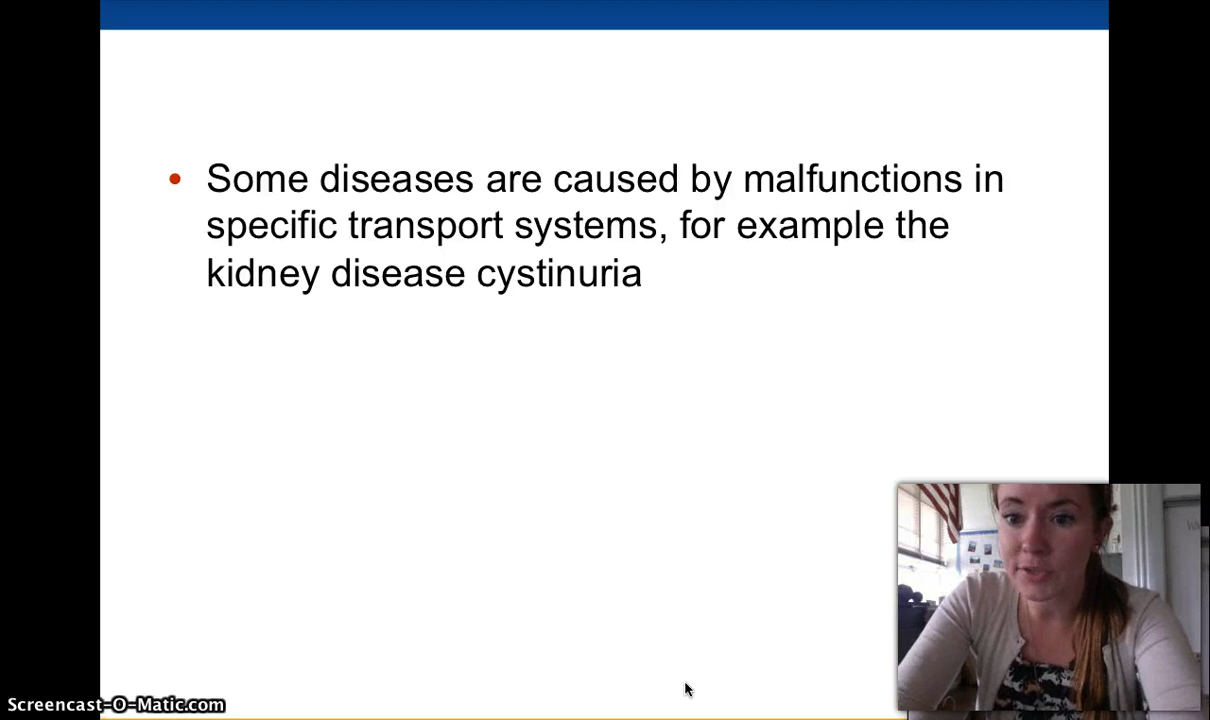 • Some diseases are caused by malfunctions in
specific transport systems, for example the
kidney disease cystinuria
Screencast-O-Matic.com